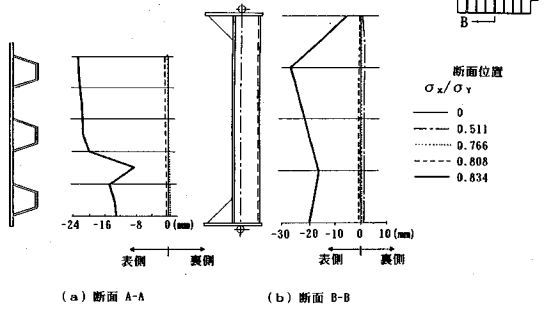 B
断面位置
σx/σY
0
0.511
0.766
0.808
0.834
-24 -16 -8 0(mm)
-30 -20 -10 0 10(mm)
表側 裏側
表側 裏側
(a) 断面 A-A
(b) 断面 B-B